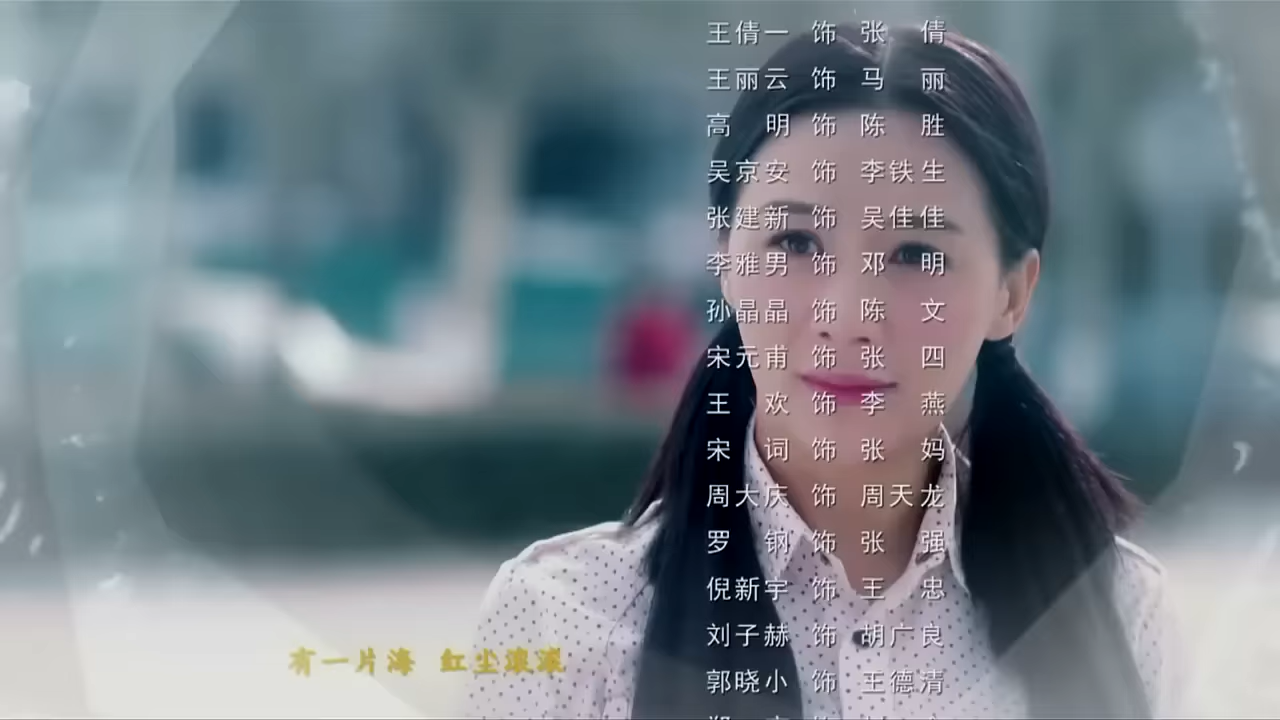 王倩一 饰 张 倩
王丽云 饰 马 丽
高 明 饰 陈 胜
吴京安 饰 李铁生
张建新 饰 吴佳佳
李雅男 饰 邓 明
孙晶晶 饰 陈 文
宋元甫 饰 张 四
王 欢 饰 李 燕
宋 词 饰 张 妈
周大庆 饰 周天龙
罗 钢 饰 张 强
倪新宇 饰 王 忠
刘子赫 饰 胡广良
有一片海 红尘滚滚
郭晓小 饰 王德清